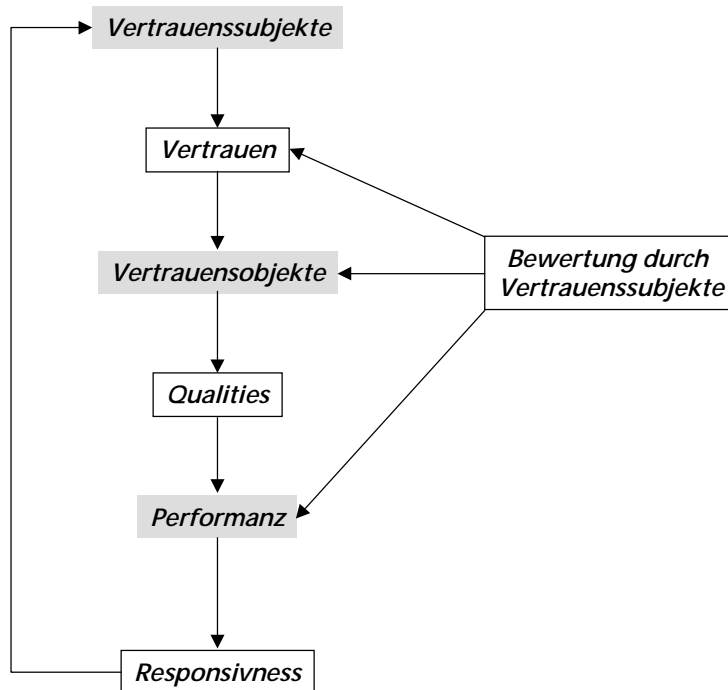 Vertrauenssubjekte
Vertrauen
Vertrauensobjekte
Bewertung durch
Vertrauenssubjekte
Qualities
Performanz
Responsivness